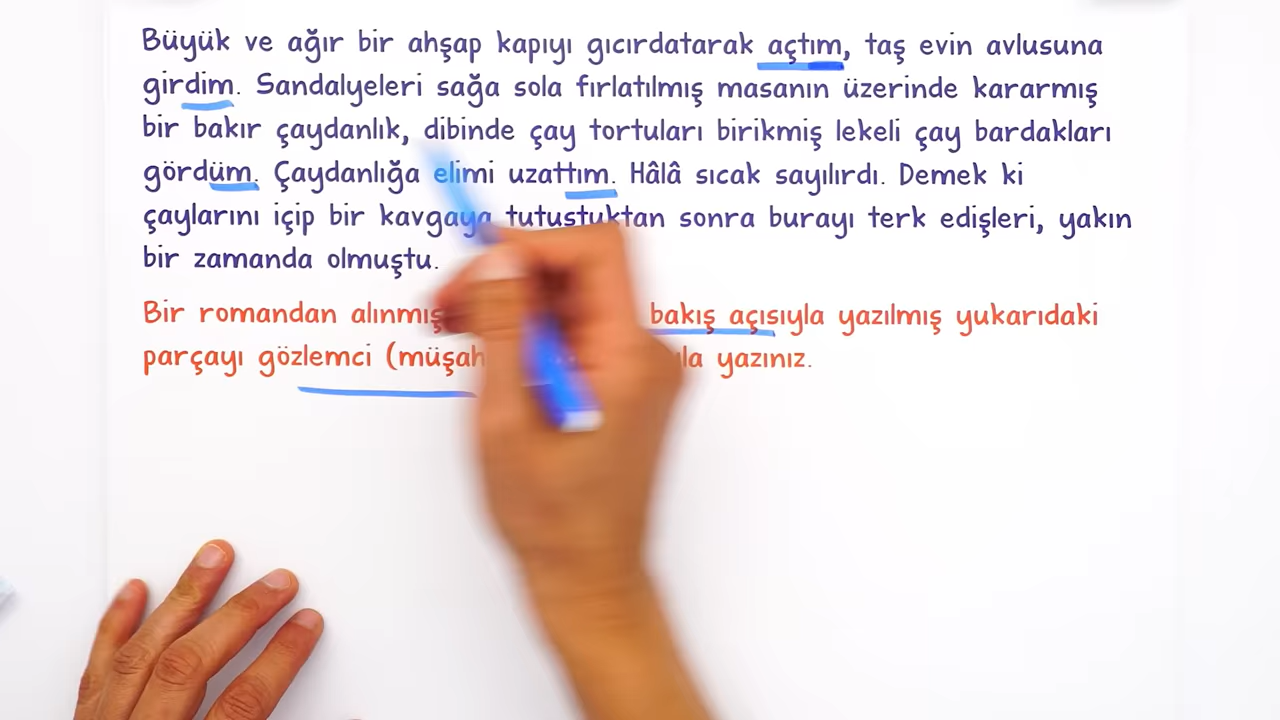 Büyük ve ağır bir ahşap kapıyı gıcırdatarak açtım, taş evin avlusuna
girdim. Sandalyeleri sağa sola fırlatılmış masanın üzerinde kararmış
bir bakır çaydanlık, dibinde çay tortuları birikmiş lekeli çay bardakları
gördüm. Çaydanlığa elimi uzattım. Hâlâ sıcak sayılırdı. Demek ki
çaylarını içip bir kavgaya tutuştuktan sonra burayı terk edişleri, yakın
bir zamanda olmuştu.
Bir romandan alınmış bakış açısıyla yazılmış yukarıdaki
parçayı gözlemci yazınız.